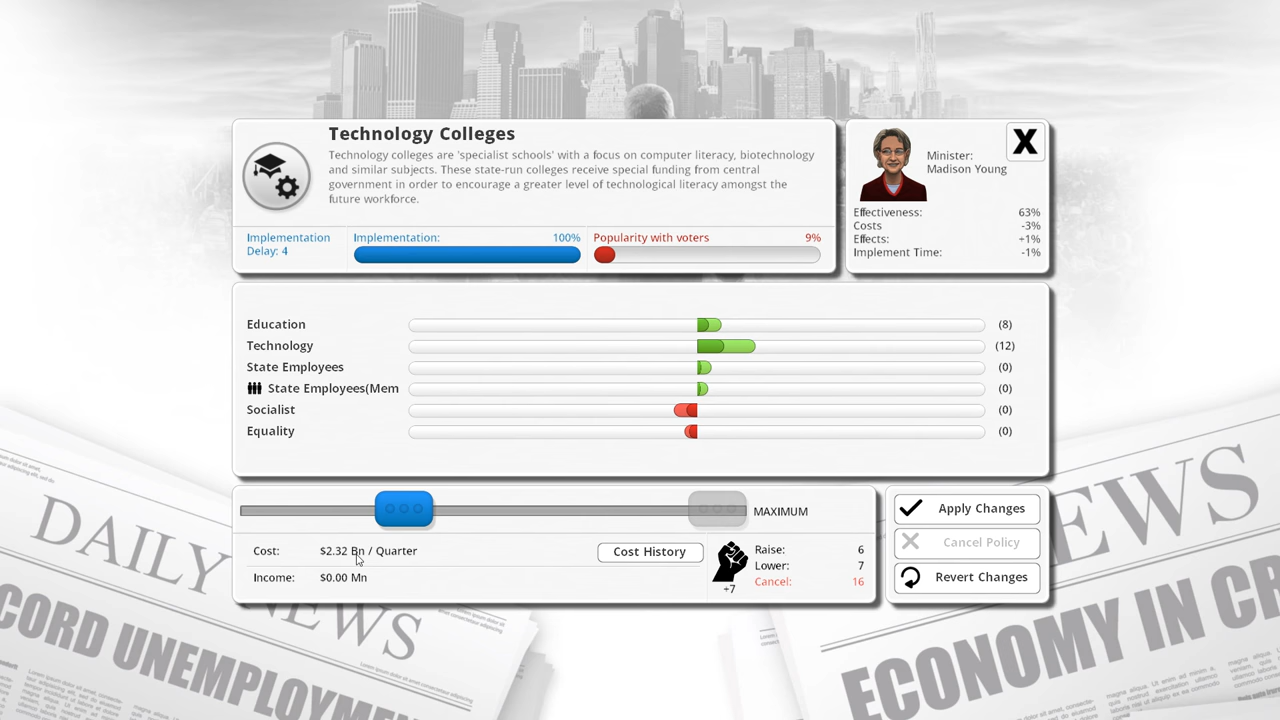 Technology Colleges
Technology colleges are 'specialist schools' with a focus on computer literacy, biotechnology
and similar subjects. These state-run colleges receive special funding from central
government in order to encourage a greater level of technological literacy amongst the
future workforce.
Implementation
Delay: 4
Implementation: 100%
Popularity with voters 9%
X
Minister:
Madison Young
Effectiveness: 63%
Costs -3%
Effects: +1%
Implement Time: -1%
Education (8)
Technology (12)
State Employees (0)
State Employees(Mem (0)
Socialist (0)
Equality (0)
MAXIMUM
Cost: $2.32 Bn / Quarter
Cost History
Income: $0.00 Mn
+7
Raise: 6
Lower: 7
Cancel: 16
Apply Changes
Cancel Policy
Revert Changes
DAILY
NEWS
CORD UNEMPLOYME
EWS
ECONOMY IN CR